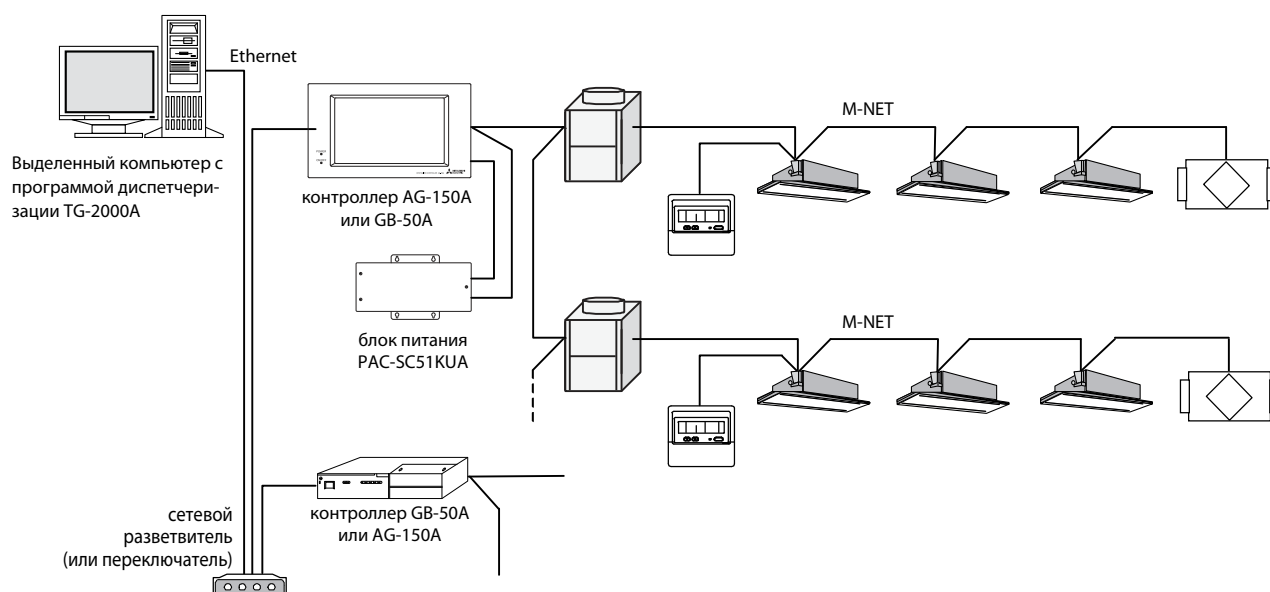 Ethernet
Выделенный компьютер с
программой диспетчери-
зации TG-2000A
контроллер AG-150A
или GB-50A
блок питания
PAC-SC51KUA
M-NET
M-NET
контроллер GB-50A
или AG-150A
сетевой
разветвитель
(или переключатель)